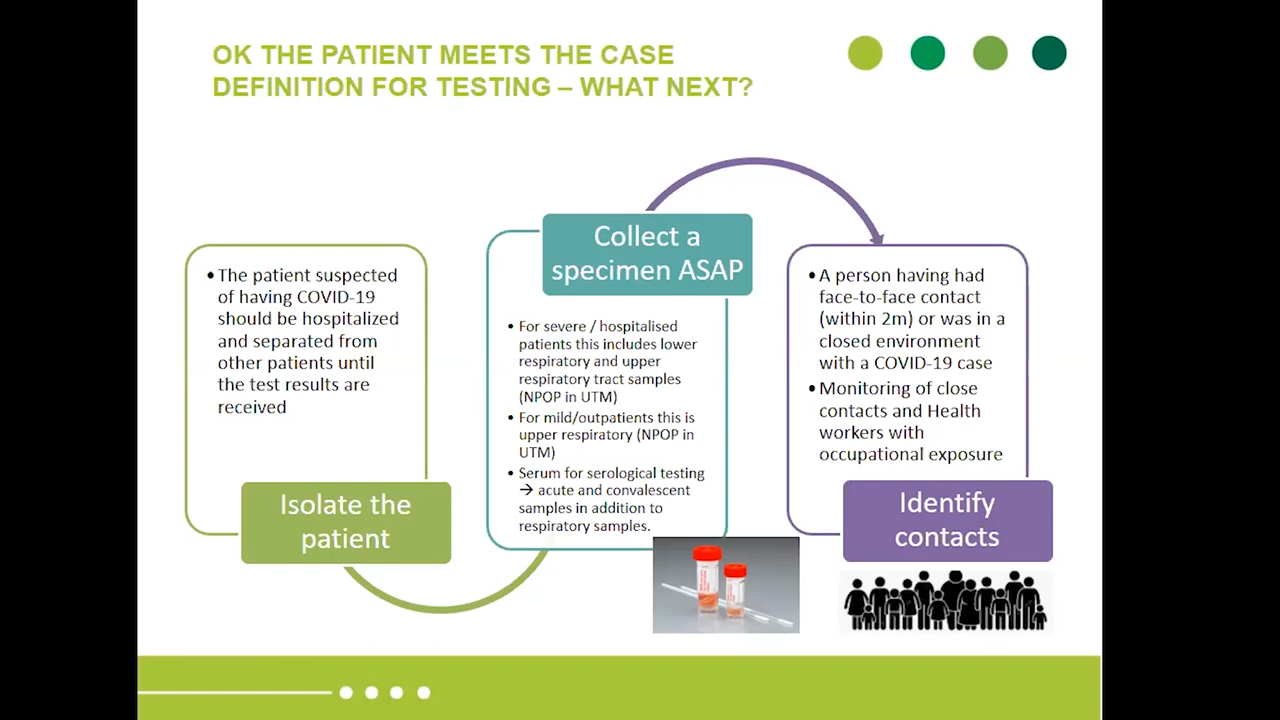 OK THE PATIENT MEETS THE CASE
DEFINITION FOR TESTING – WHAT NEXT?
• The patient suspected
of having COVID-19
should be hospitalized
and separated from
other patients until
the test results are
received
Isolate the
patient
Collect a
specimen ASAP
• For severe / hospitalised
patients this includes lower
respiratory and upper
respiratory tract samples
(NPOP in UTM)
• For mild/outpatients this is
upper respiratory (NPOP in
UTM)
• Serum for serological testing
→ acute and convalescent
samples in addition to
respiratory samples.
• A person having had
face-to-face contact
(within 2m) or was in a
closed environment
with a COVID-19 case
• Monitoring of close
contacts and Health
workers with
occupational exposure
Identify
contacts